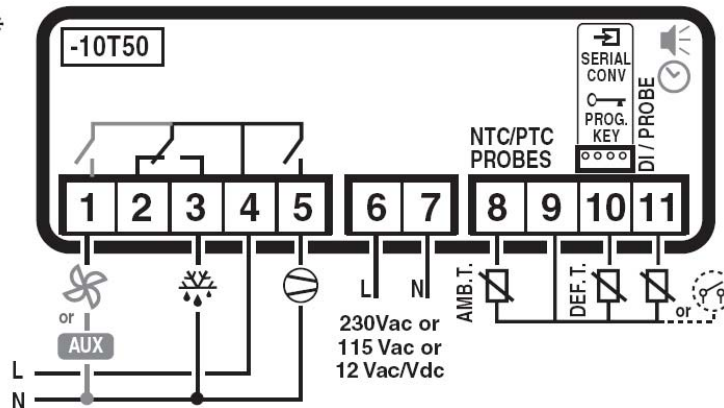 *
-10T50
SERIAL
CONV
PROG.
KEY
DI / PROBE
NTC/PTC
PROBES
1 2 3 4 5 6 7 8 9 10 11
AMB.T.
DEF.T.
or
AUX
L N
or
230Vac or
115 Vac or
12 Vac/Vdc
L
N